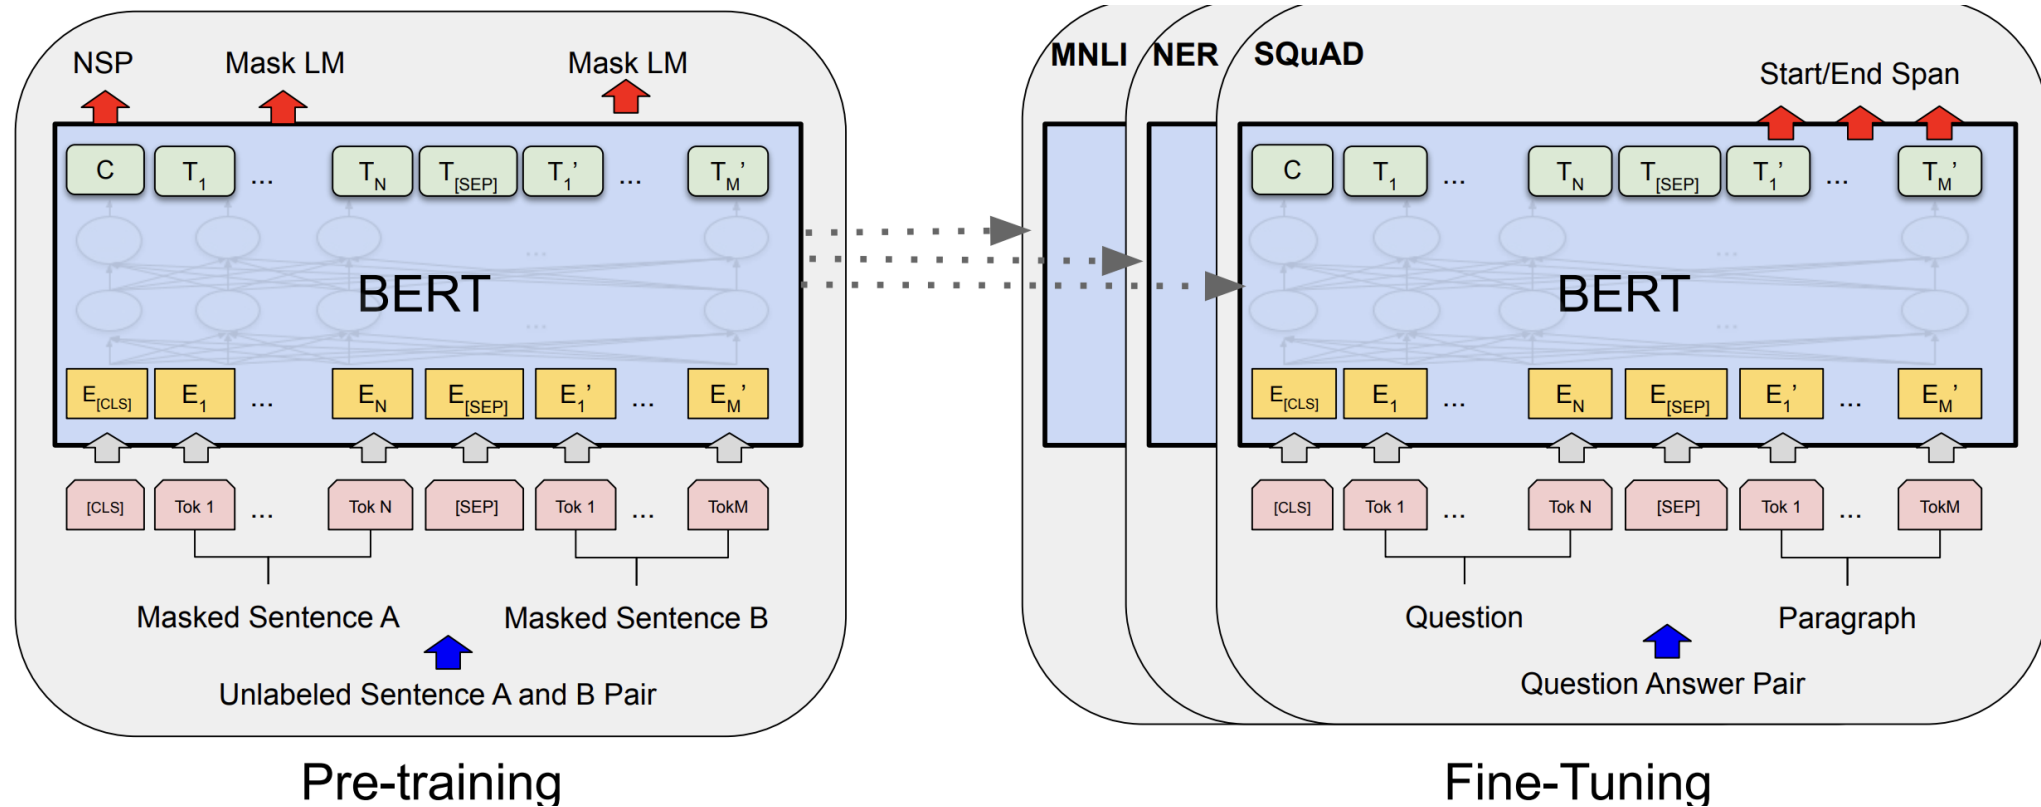 NSP Mask LM Mask LM
C T1 ... TN T[SEP] T1' ... TM'
...
BERT
...
E[CLS] E1 ... EN E[SEP] E1' ... EM'
[CLS] Tok 1 ... Tok N [SEP] Tok 1 ... TokM
Masked Sentence A Masked Sentence B
Unlabeled Sentence A and B Pair
Pre-training
MNLI NER SQuAD
Start/End Span
C T1 ... TN T[SEP] T1' ... TM'
...
BERT
...
E[CLS] E1 ... EN E[SEP] E1' ... EM'
[CLS] Tok 1 ... Tok N [SEP] Tok 1 ... TokM
Question Paragraph
Question Answer Pair
Fine-Tuning